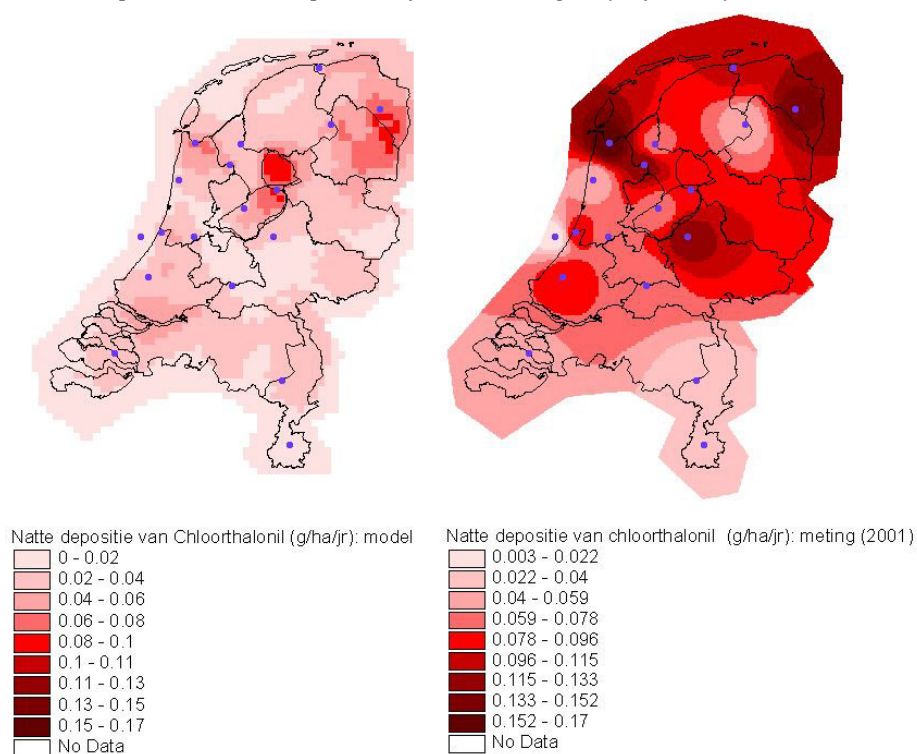 Natte depositie van Chloorthalonil (g/ha/jr): model
0 - 0.02
0.02 - 0.04
0.04 - 0.06
0.06 - 0.08
0.08 - 0.1
0.1 - 0.11
0.11 - 0.13
0.13 - 0.15
0.15 - 0.17
No Data
Natte depositie van chloorthalonil (g/ha/jr): meting (2001)
0.003 - 0.022
0.022 - 0.04
0.04 - 0.059
0.059 - 0.078
0.078 - 0.096
0.096 - 0.115
0.115 - 0.133
0.133 - 0.152
0.152 - 0.17
No Data